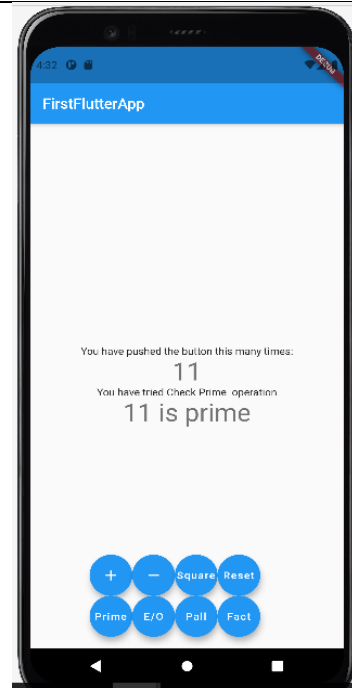 4:32
DEBUG
FirstFlutterApp
You have pushed the button this many times:
11
You have tried Check Prime  operation
11 is prime
+ − Square Reset
Prime E/O Pall Fact